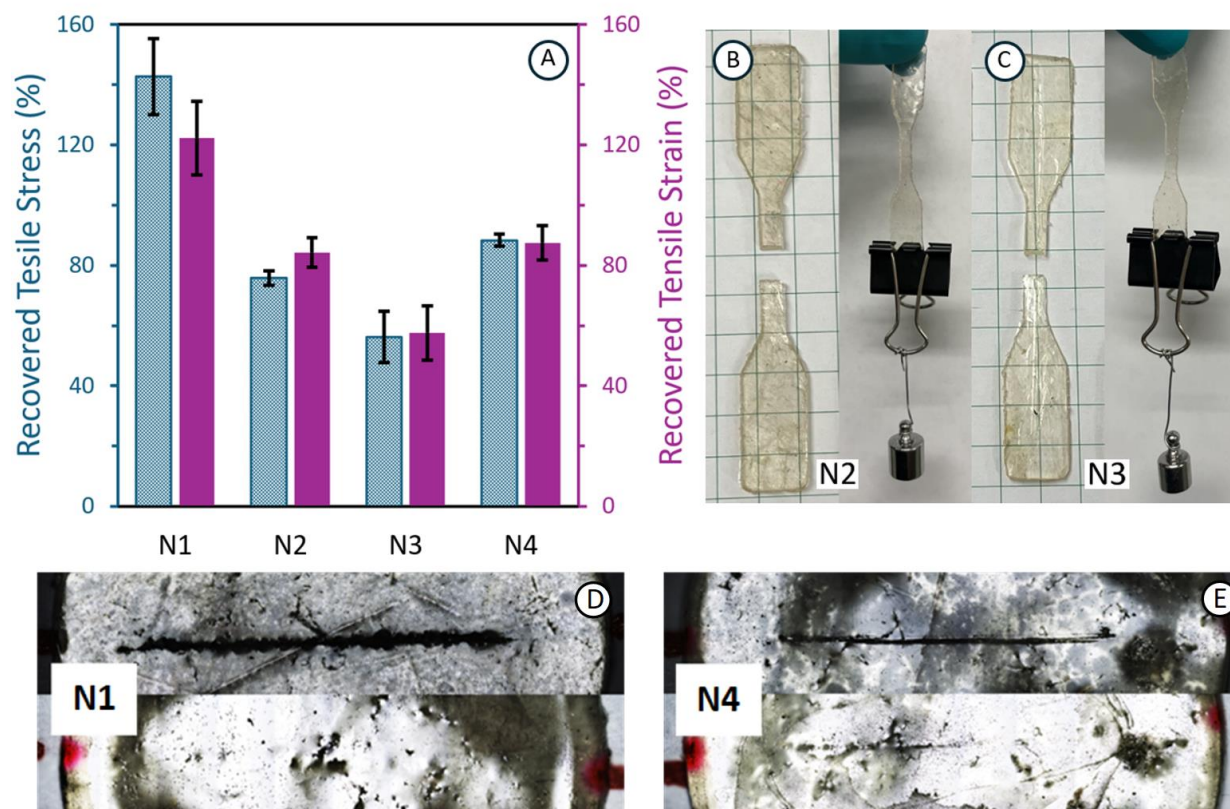 Recovered Tesile Stress (%)
160
120
80
40
0
N1
N2
N3
N4
A
160
120
80
40
0
Recovered Tensile Strain (%)
B
N2
C
N3
D
N1
E
N4